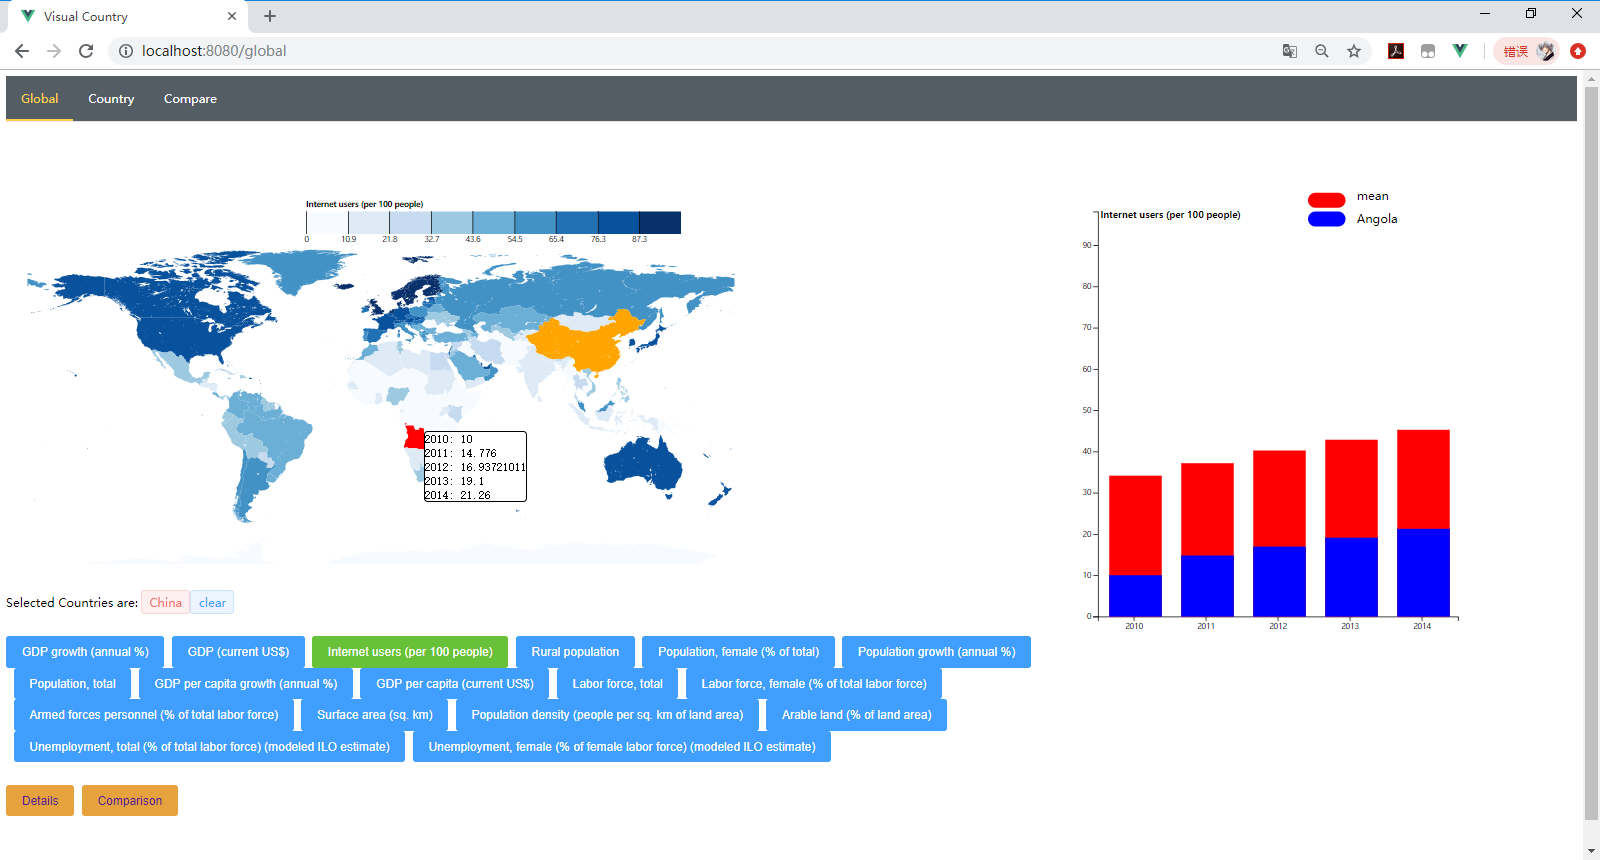 Visual Country
localhost:8080/global
错误
Global Country Compare
Internet users (per 100 people)
0 10.9 21.8 32.7 43.6 54.5 65.4 76.3 87.3
2010: 10
2011: 14.776
2012: 16.93721011
2013: 19.1
2014: 21.26
mean
Angola
Internet users (per 100 people)
90
80
70
60
50
40
30
20
10
0
2010 2011 2012 2013 2014
Selected Countries are: China clear
GDP growth (annual %) GDP (current US$) Internet users (per 100 people) Rural population Population, female (% of total) Population growth (annual %)
Population, total GDP per capita growth (annual %) GDP per capita (current US$) Labor force, total Labor force, female (% of total labor force)
Armed forces personnel (% of total labor force) Surface area (sq. km) Population density (people per sq. km of land area) Arable land (% of land area)
Unemployment, total (% of total labor force) (modeled ILO estimate) Unemployment, female (% of female labor force) (modeled ILO estimate)
Details Comparison